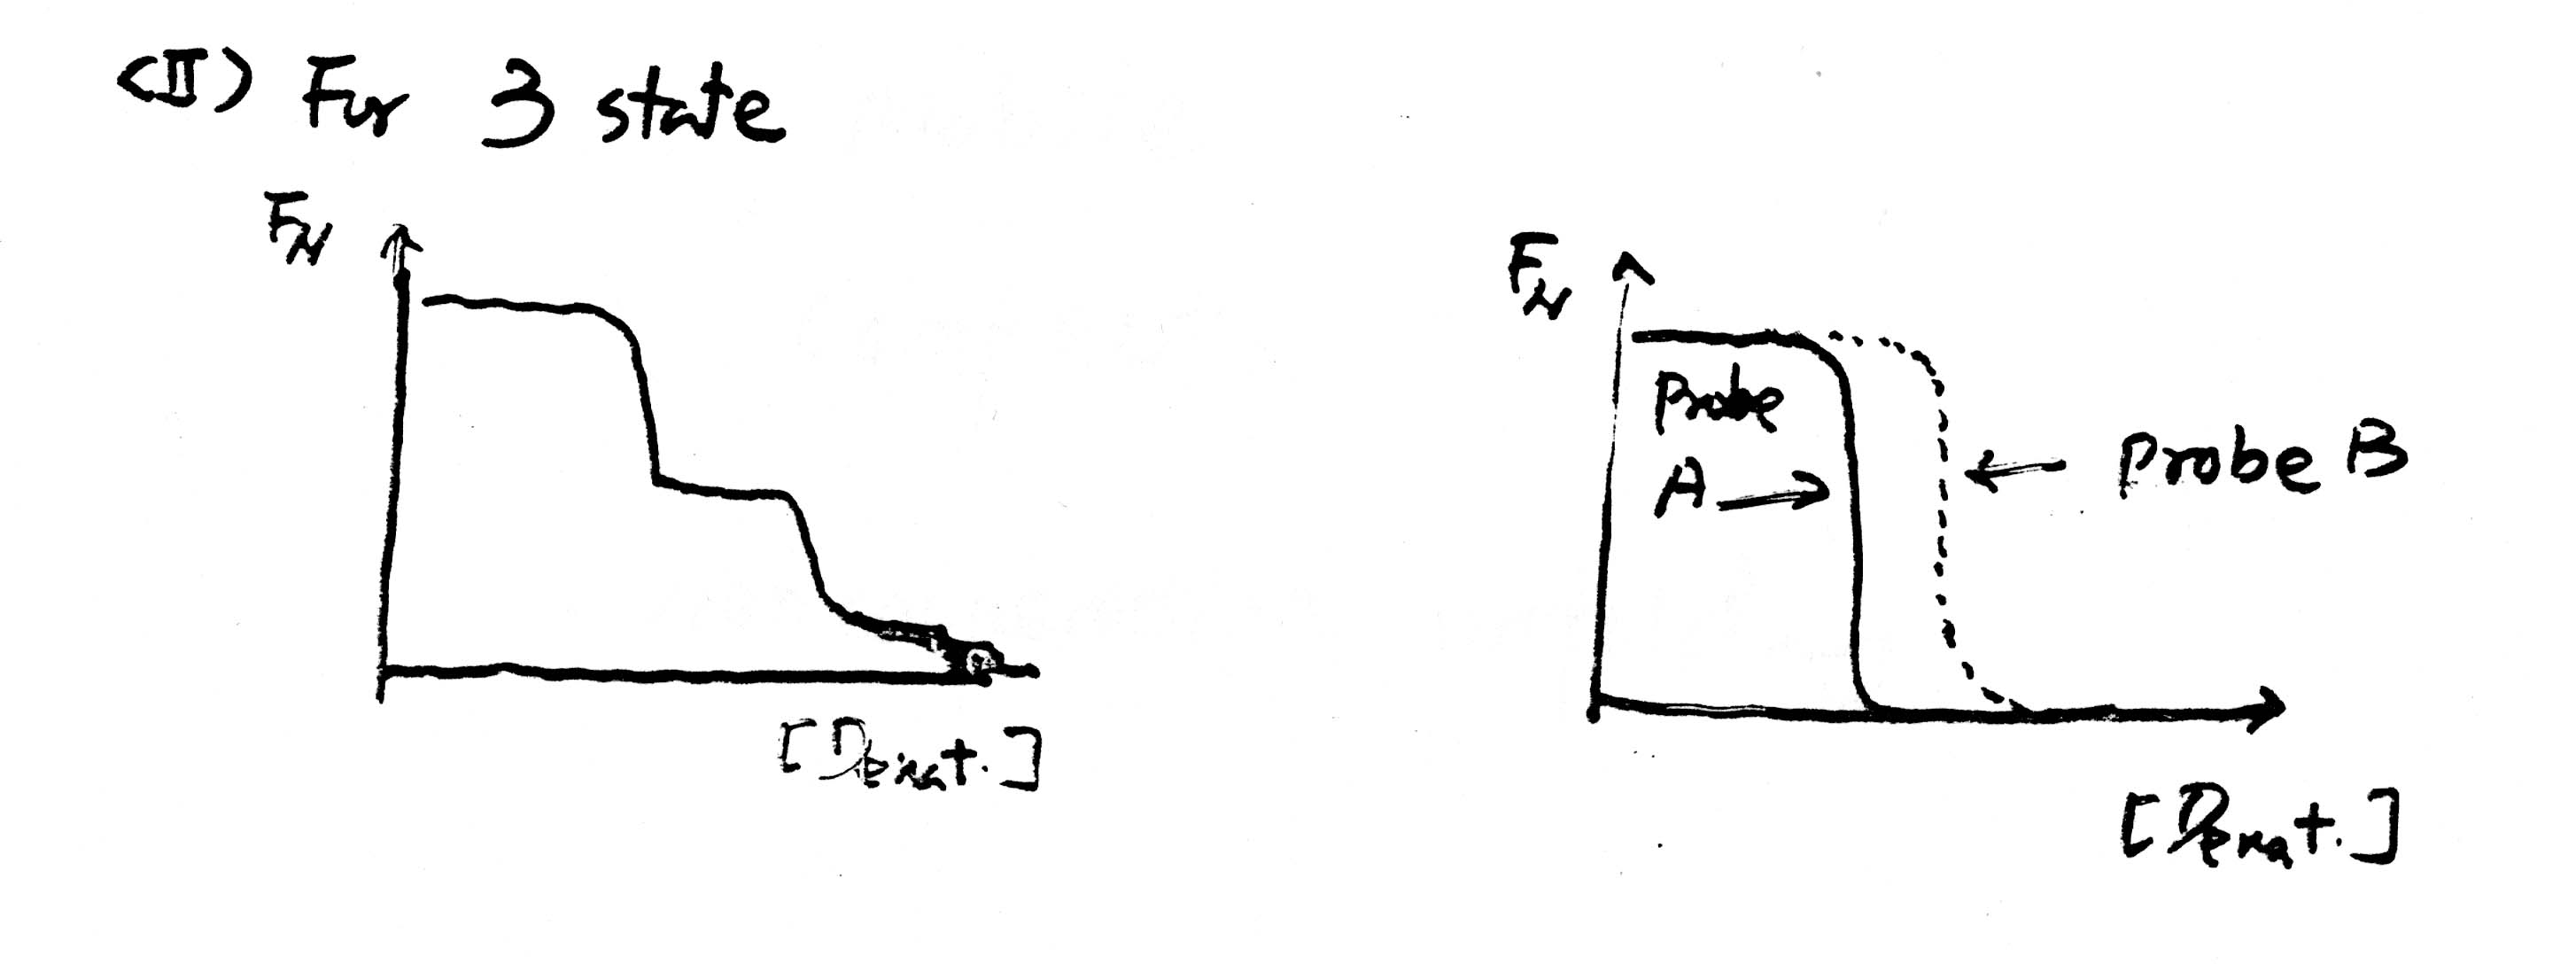 <II) For 3 state
FN
[Denat.]
FN
Probe
A
Probe B
[Denat.]